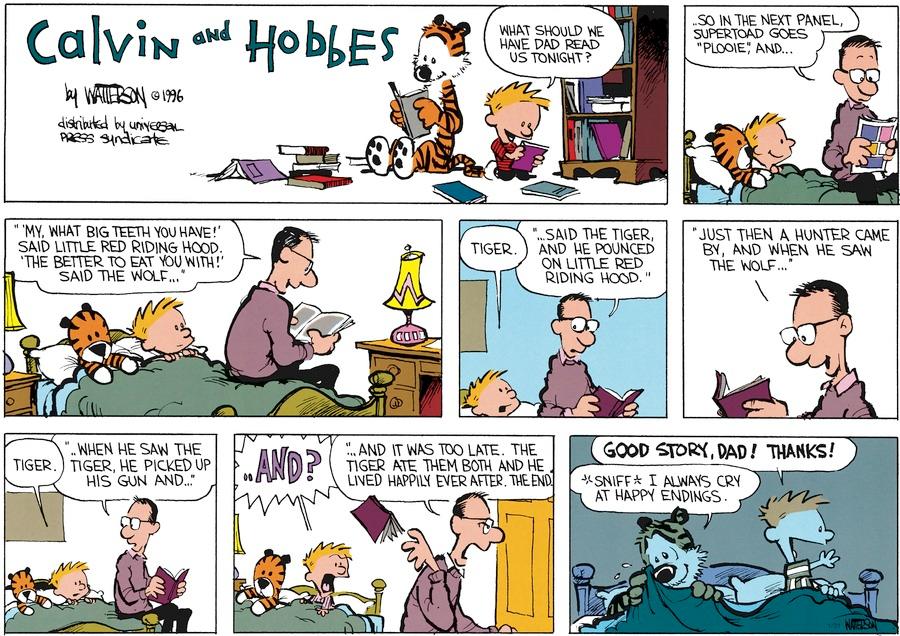 Calvin and Hobbes
by WATTERSON © 1996
distributed by universal
press syndicate
WHAT SHOULD WE
HAVE DAD READ
US TONIGHT?
..SO IN THE NEXT PANEL,
SUPERTOAD GOES
"PLOOIE", AND...
"'MY, WHAT BIG TEETH YOU HAVE!'
SAID LITTLE RED RIDING HOOD.
'THE BETTER TO EAT YOU WITH!'
SAID THE WOLF..."
TIGER.
"...SAID THE TIGER,
AND HE POUNCED
ON LITTLE RED
RIDING HOOD."
"JUST THEN A HUNTER CAME
BY, AND WHEN HE SAW
THE WOLF..."
TIGER.
"..WHEN HE SAW THE
TIGER, HE PICKED UP
HIS GUN AND..."
..AND?
"... AND IT WAS TOO LATE. THE
TIGER ATE THEM BOTH AND HE
LIVED HAPPILY EVER AFTER. THE END.
GOOD STORY, DAD! THANKS!
*SNIFF* I ALWAYS CRY
AT HAPPY ENDINGS.
WATTERSON